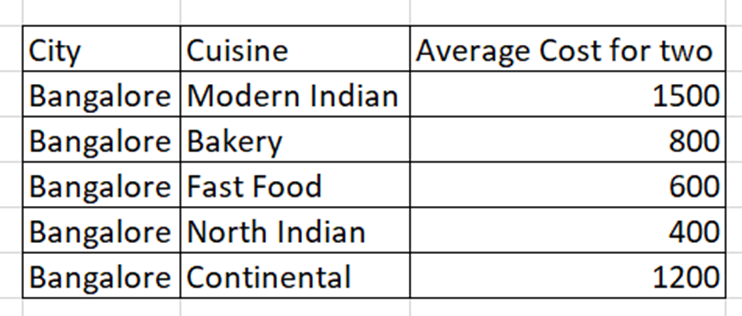 City Cuisine Average Cost for two
Bangalore Modern Indian 1500
Bangalore Bakery 800
Bangalore Fast Food 600
Bangalore North Indian 400
Bangalore Continental 1200